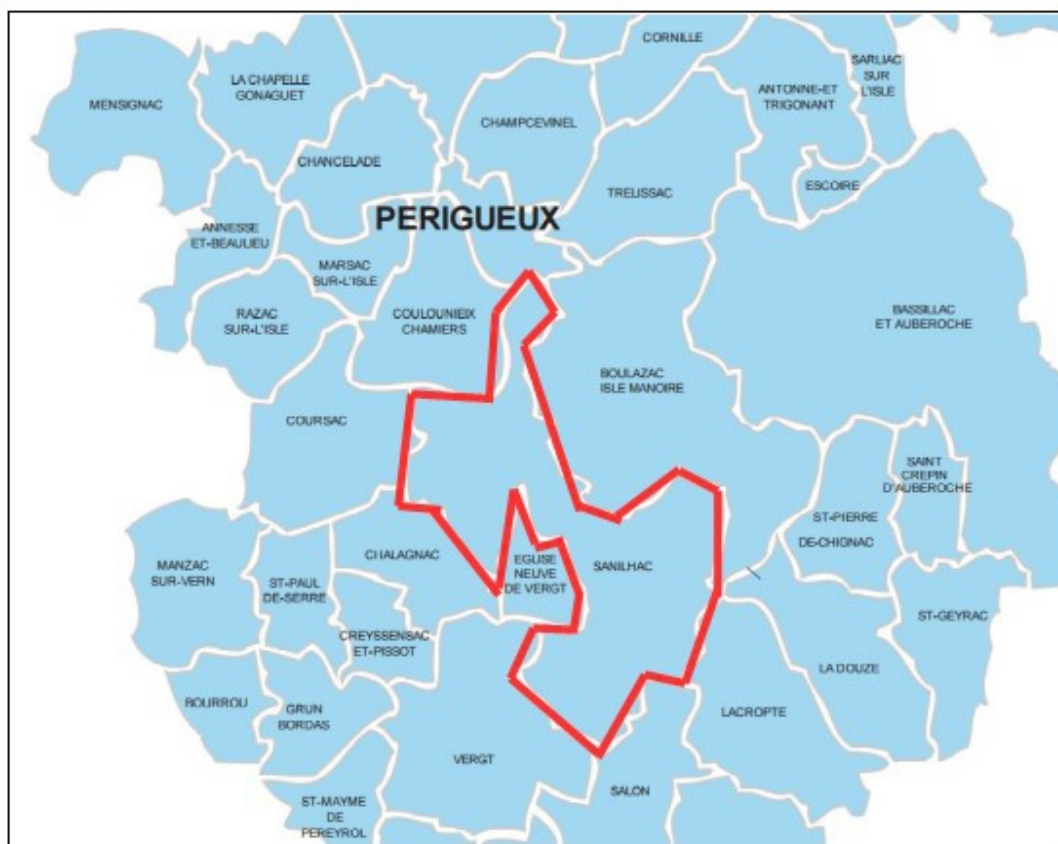 CORNILLE
SARLIAC
SUR
L'ISLE
LA CHAPELLE
GONAGUET
MENSIGNAC
ANTONNE-ET
TRIGONANT
CHAMPCEVINEL
CHANCELADE
ESCOIRE
TRELISSAC
PERIGUEUX
ANNESSE
ET-BEAULIEU
MARSAC
SUR-L'ISLE
RAZAC
SUR-L'ISLE
COULOUNIEIX
CHAMIERS
BASSILLAC
ET AUBEROCHE
BOULAZAC
ISLE MANOIRE
COURSAC
SAINT
CREPIN
D'AUBEROCHE
ST-PIERRE
DE-CHIGNAC
CHALAGNAC
EGLISE
NEUVE
DE VERGT
SANILHAC
MANZAC
SUR-VERN
ST-PAUL
DE-SERRE
ST-GEYRAC
CREYSSENSAC
ET-PISSOT
LA DOUZE
BOURROU
GRUN
BORDAS
LACROPTE
VERGT
SALON
ST-MAYME
DE
PEREYROL